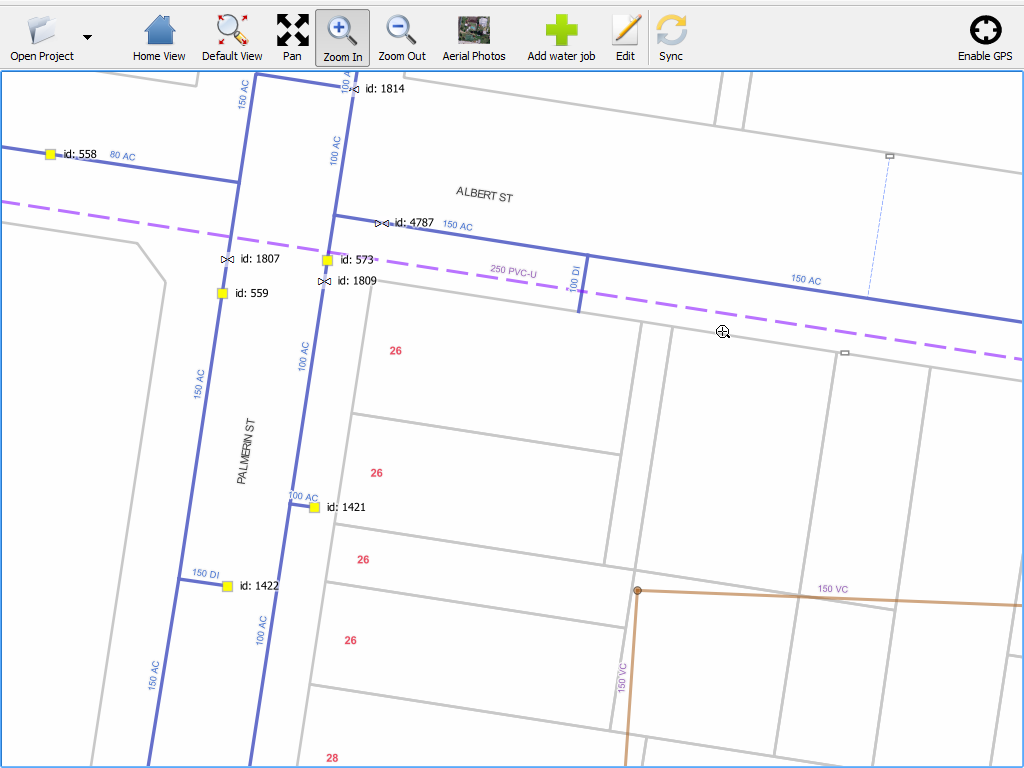 Open Project
Home View
Default View
Pan
Zoom In
Zoom Out
Aerial Photos
Add water job
Edit
Sync
Enable GPS
150 AC
100 A
id: 1814
id: 558
80 AC
100 AC
ALBERT ST
id: 4787
150 AC
id: 1807
id: 573
250 PVC-U
100 DI
150 AC
id: 1809
id: 559
26
100 AC
150 AC
PALMERIN ST
26
100 AC
id: 1421
26
150 DI
id: 1422
150 VC
100 AC
26
150 AC
150 VC
28